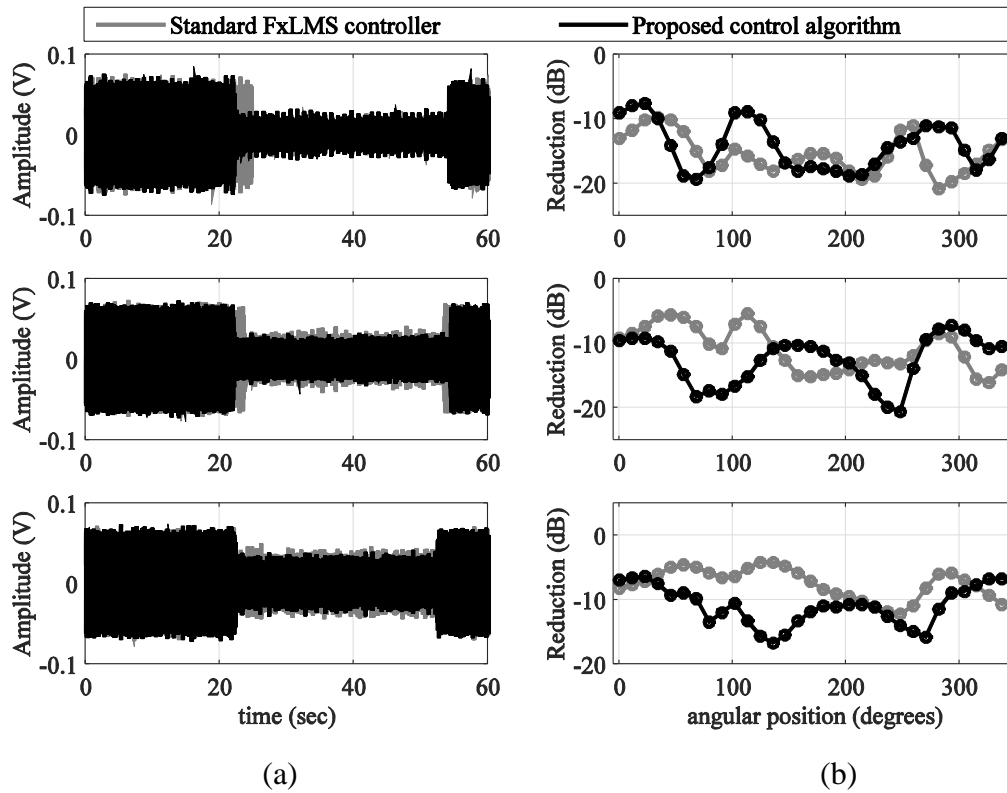 Standard FxLMS controller Proposed control algorithm
0.1
0
-0.1
Amplitude (V)
0 20 40 60
0
-10
-20
Reduction (dB)
0 100 200 300
0.1
0
-0.1
Amplitude (V)
0 20 40 60
0
-10
-20
Reduction (dB)
0 100 200 300
0.1
0
-0.1
Amplitude (V)
0 20 40 60
time (sec)
0
-10
-20
Reduction (dB)
0 100 200 300
angular position (degrees)
(a) (b)